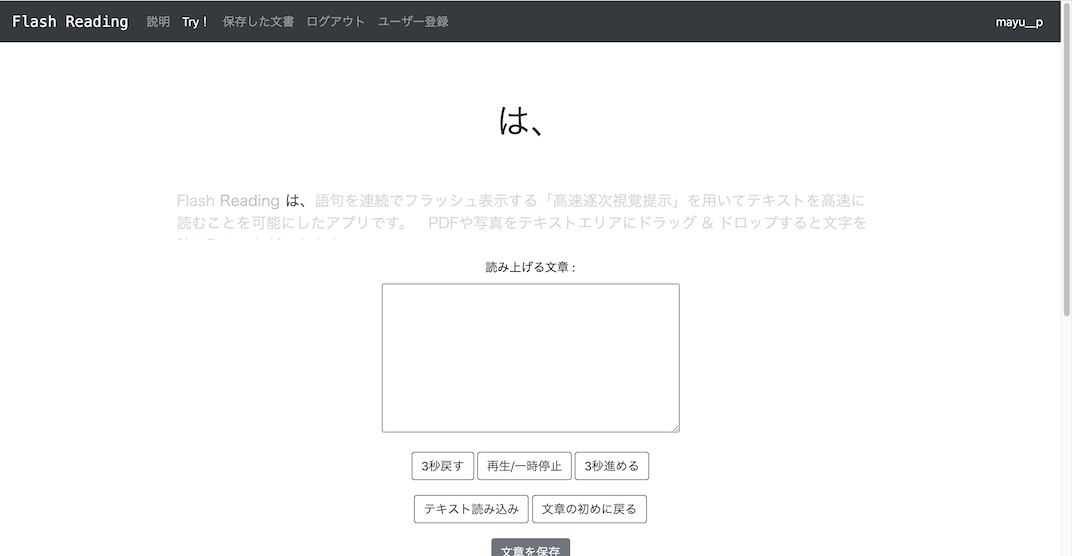 Flash Reading 説明 Try！ 保存した文書 ログアウト ユーザー登録 mayu__p
は、
Flash Reading は、語句を連続でフラッシュ表示する「高速逐次視覚提示」を用いてテキストを高速に
読むことを可能にしたアプリです。　PDFや写真をテキストエリアにドラッグ & ドロップすると文字を
読み上げる文章 :
3秒戻す 再生/一時停止 3秒進める
テキスト読み込み 文章の初めに戻る
文章を保存